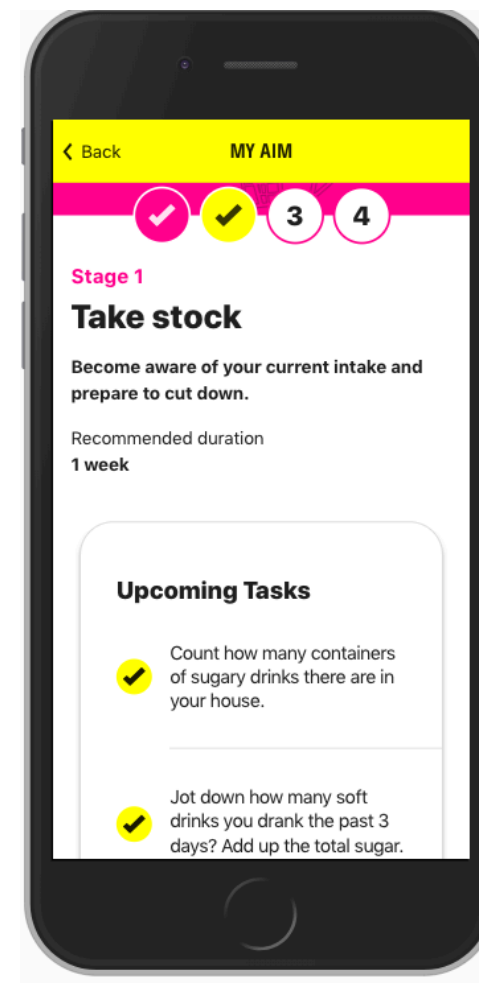 Back
MY AIM
3
4
Stage 1
Take stock
Become aware of your current intake and
prepare to cut down.
Recommended duration
1 week
Upcoming Tasks
Count how many containers
of sugary drinks there are in
your house.
Jot down how many soft
drinks you drank the past 3
days? Add up the total sugar.